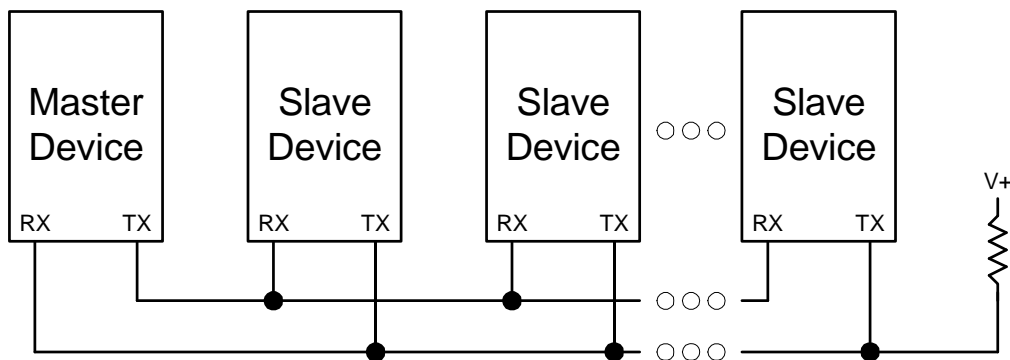 Master
Device
Slave
Device
Slave
Device
Slave
Device
V+
RX TX
RX TX
RX TX
RX TX